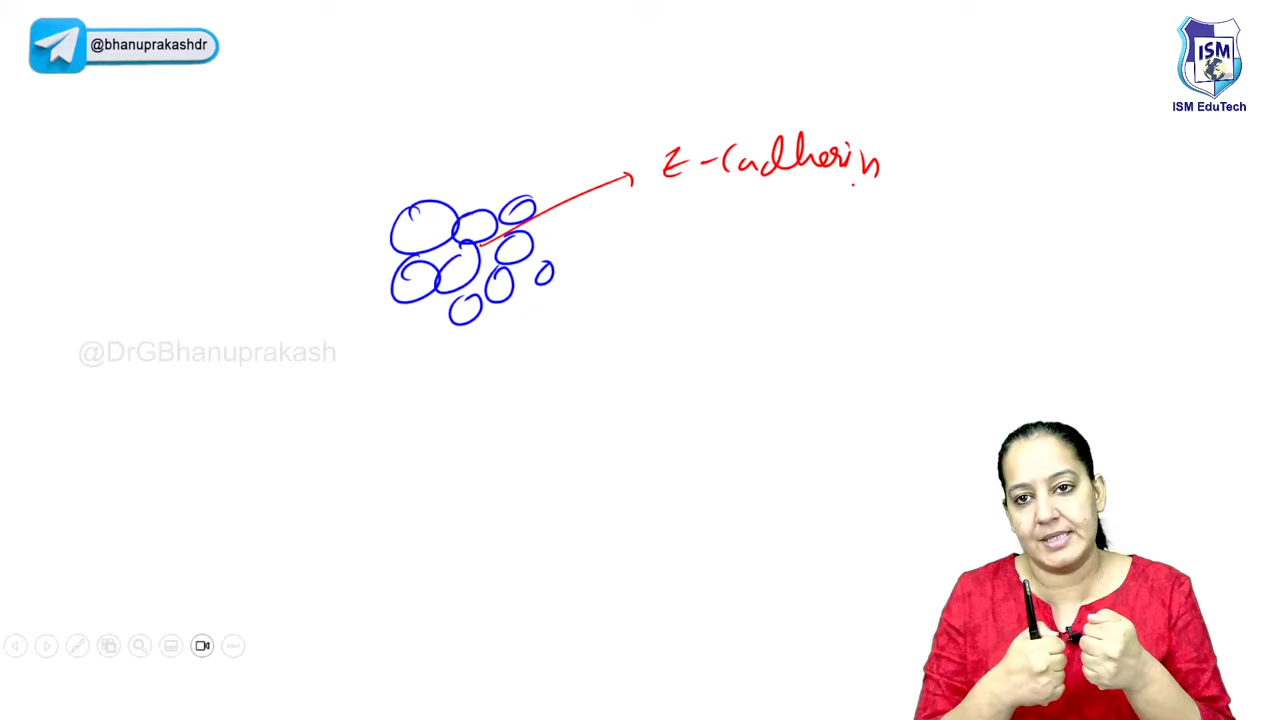 @bhanuprakashdr
ISM
ISM EduTech
E-Cadherin
@DrGBhanuprakash